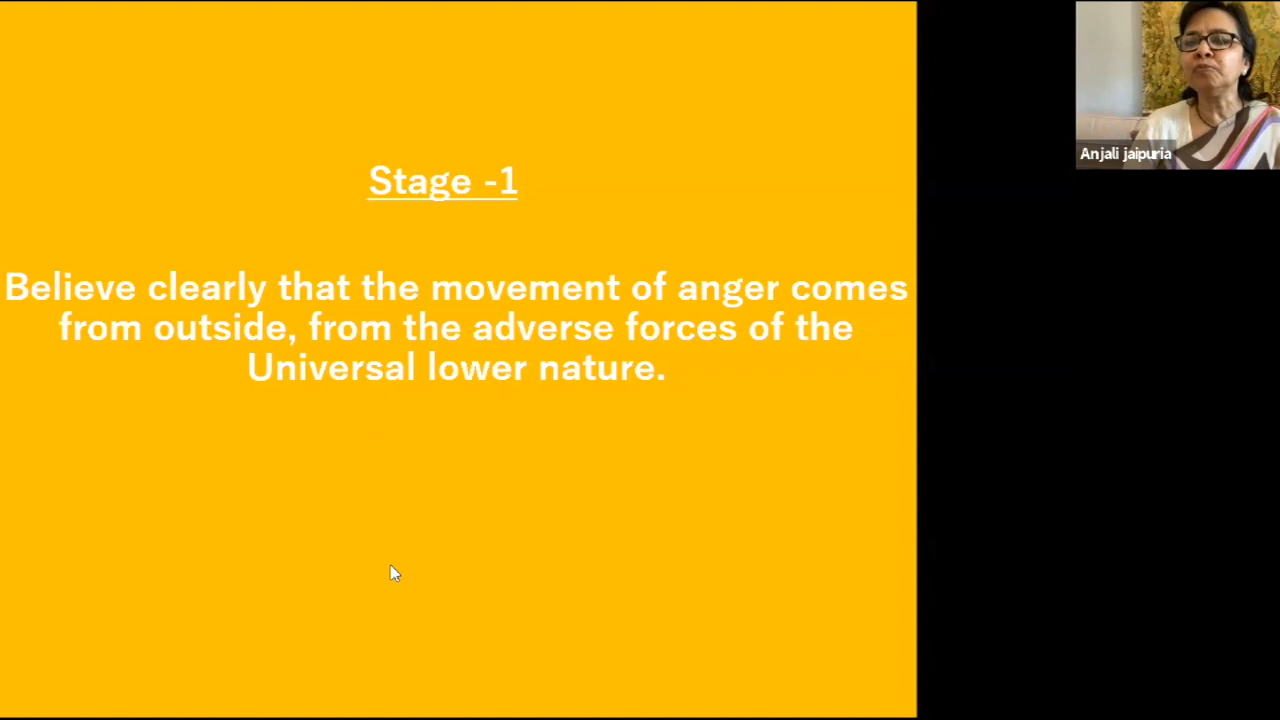 Stage -1
Believe clearly that the movement of anger comes
from outside, from the adverse forces of the
Universal lower nature.
Anjali jaipuria